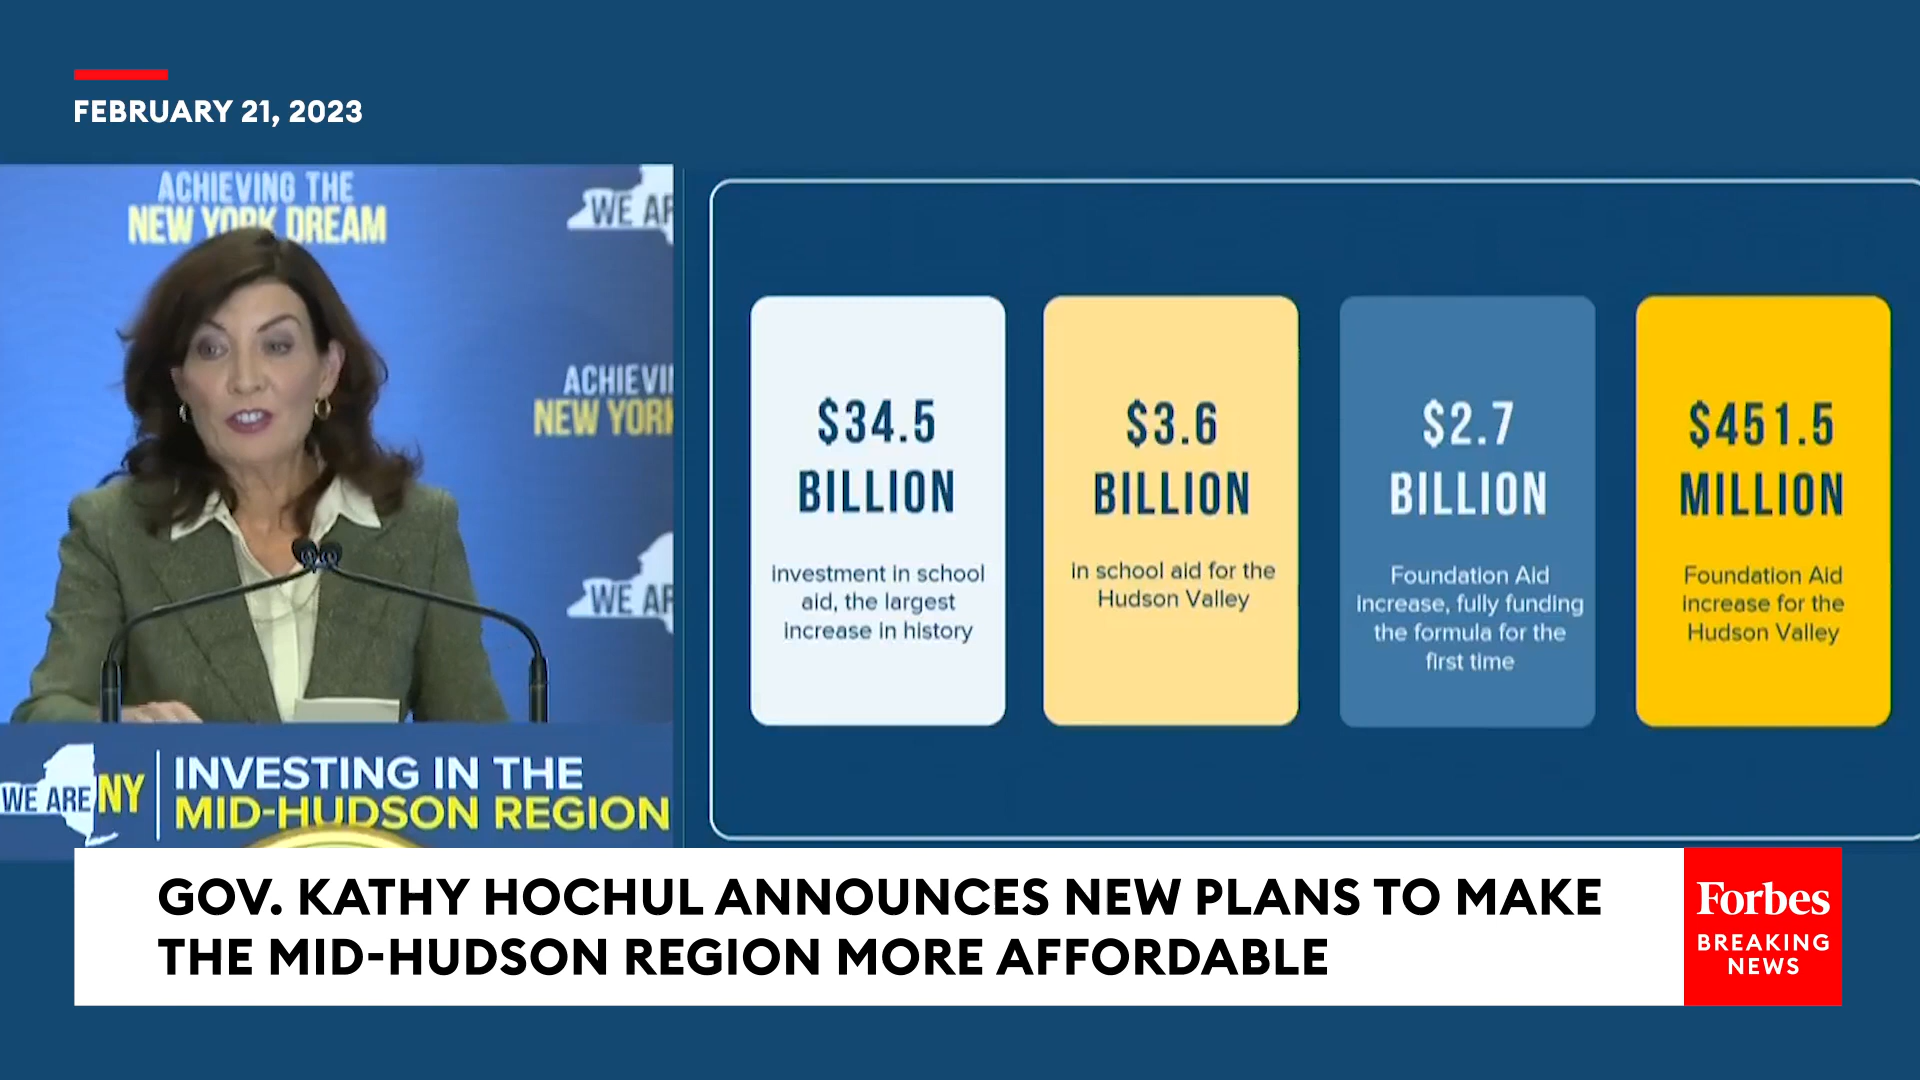 FEBRUARY 21, 2023
ACHIEVING THE
NEW YORK DREAM
WE AR
ACHIEVI
NEW YORK
WE AR
WE ARE NY
INVESTING IN THE
MID-HUDSON REGION
$34.5
BILLION
investment in school
aid, the largest
increase in history
$3.6
BILLION
in school aid for the
Hudson Valley
$2.7
BILLION
Foundation Aid
increase, fully funding
the formula for the
first time
$451.5
MILLION
Foundation Aid
increase for the
Hudson Valley
GOV. KATHY HOCHUL ANNOUNCES NEW PLANS TO MAKE
THE MID-HUDSON REGION MORE AFFORDABLE
Forbes
BREAKING
NEWS